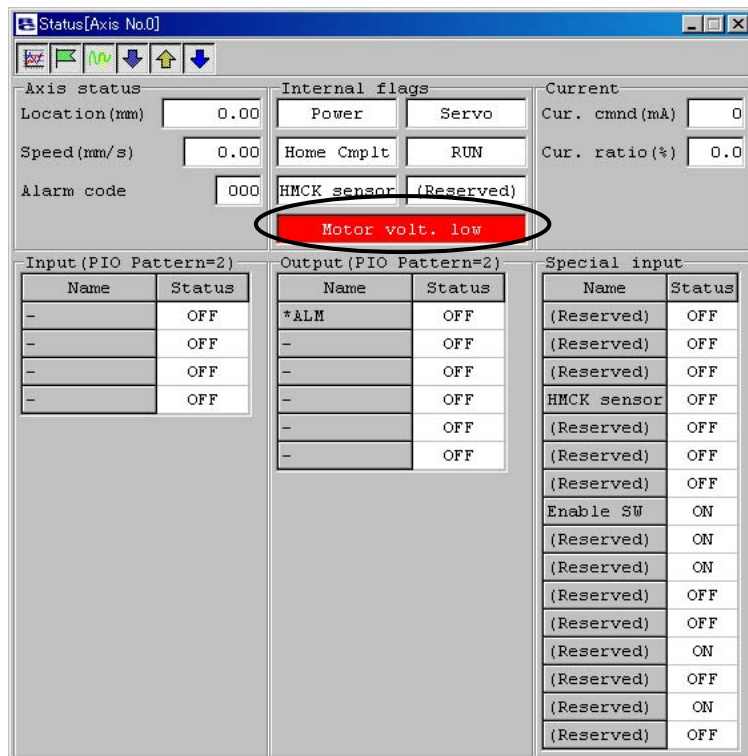 Status[Axis No.0]
Axis status
Location(mm) 0.00
Speed(mm/s) 0.00
Alarm code 000
Internal flags
Power Servo
Home Cmplt RUN
HMCK sensor (Reserved)
Motor volt. low
Current
Cur. cmnd(mA) 0
Cur. ratio(%) 0.0
Input(PIO Pattern=2)
Name Status
- OFF
- OFF
- OFF
- OFF
Output(PIO Pattern=2)
Name Status
*ALM OFF
- OFF
- OFF
- OFF
- OFF
- OFF
Special input
Name Status
(Reserved) OFF
(Reserved) OFF
(Reserved) OFF
HMCK sensor OFF
(Reserved) OFF
(Reserved) OFF
(Reserved) OFF
Enable SW ON
(Reserved) ON
(Reserved) ON
(Reserved) OFF
(Reserved) OFF
(Reserved) ON
(Reserved) OFF
(Reserved) ON
(Reserved) OFF